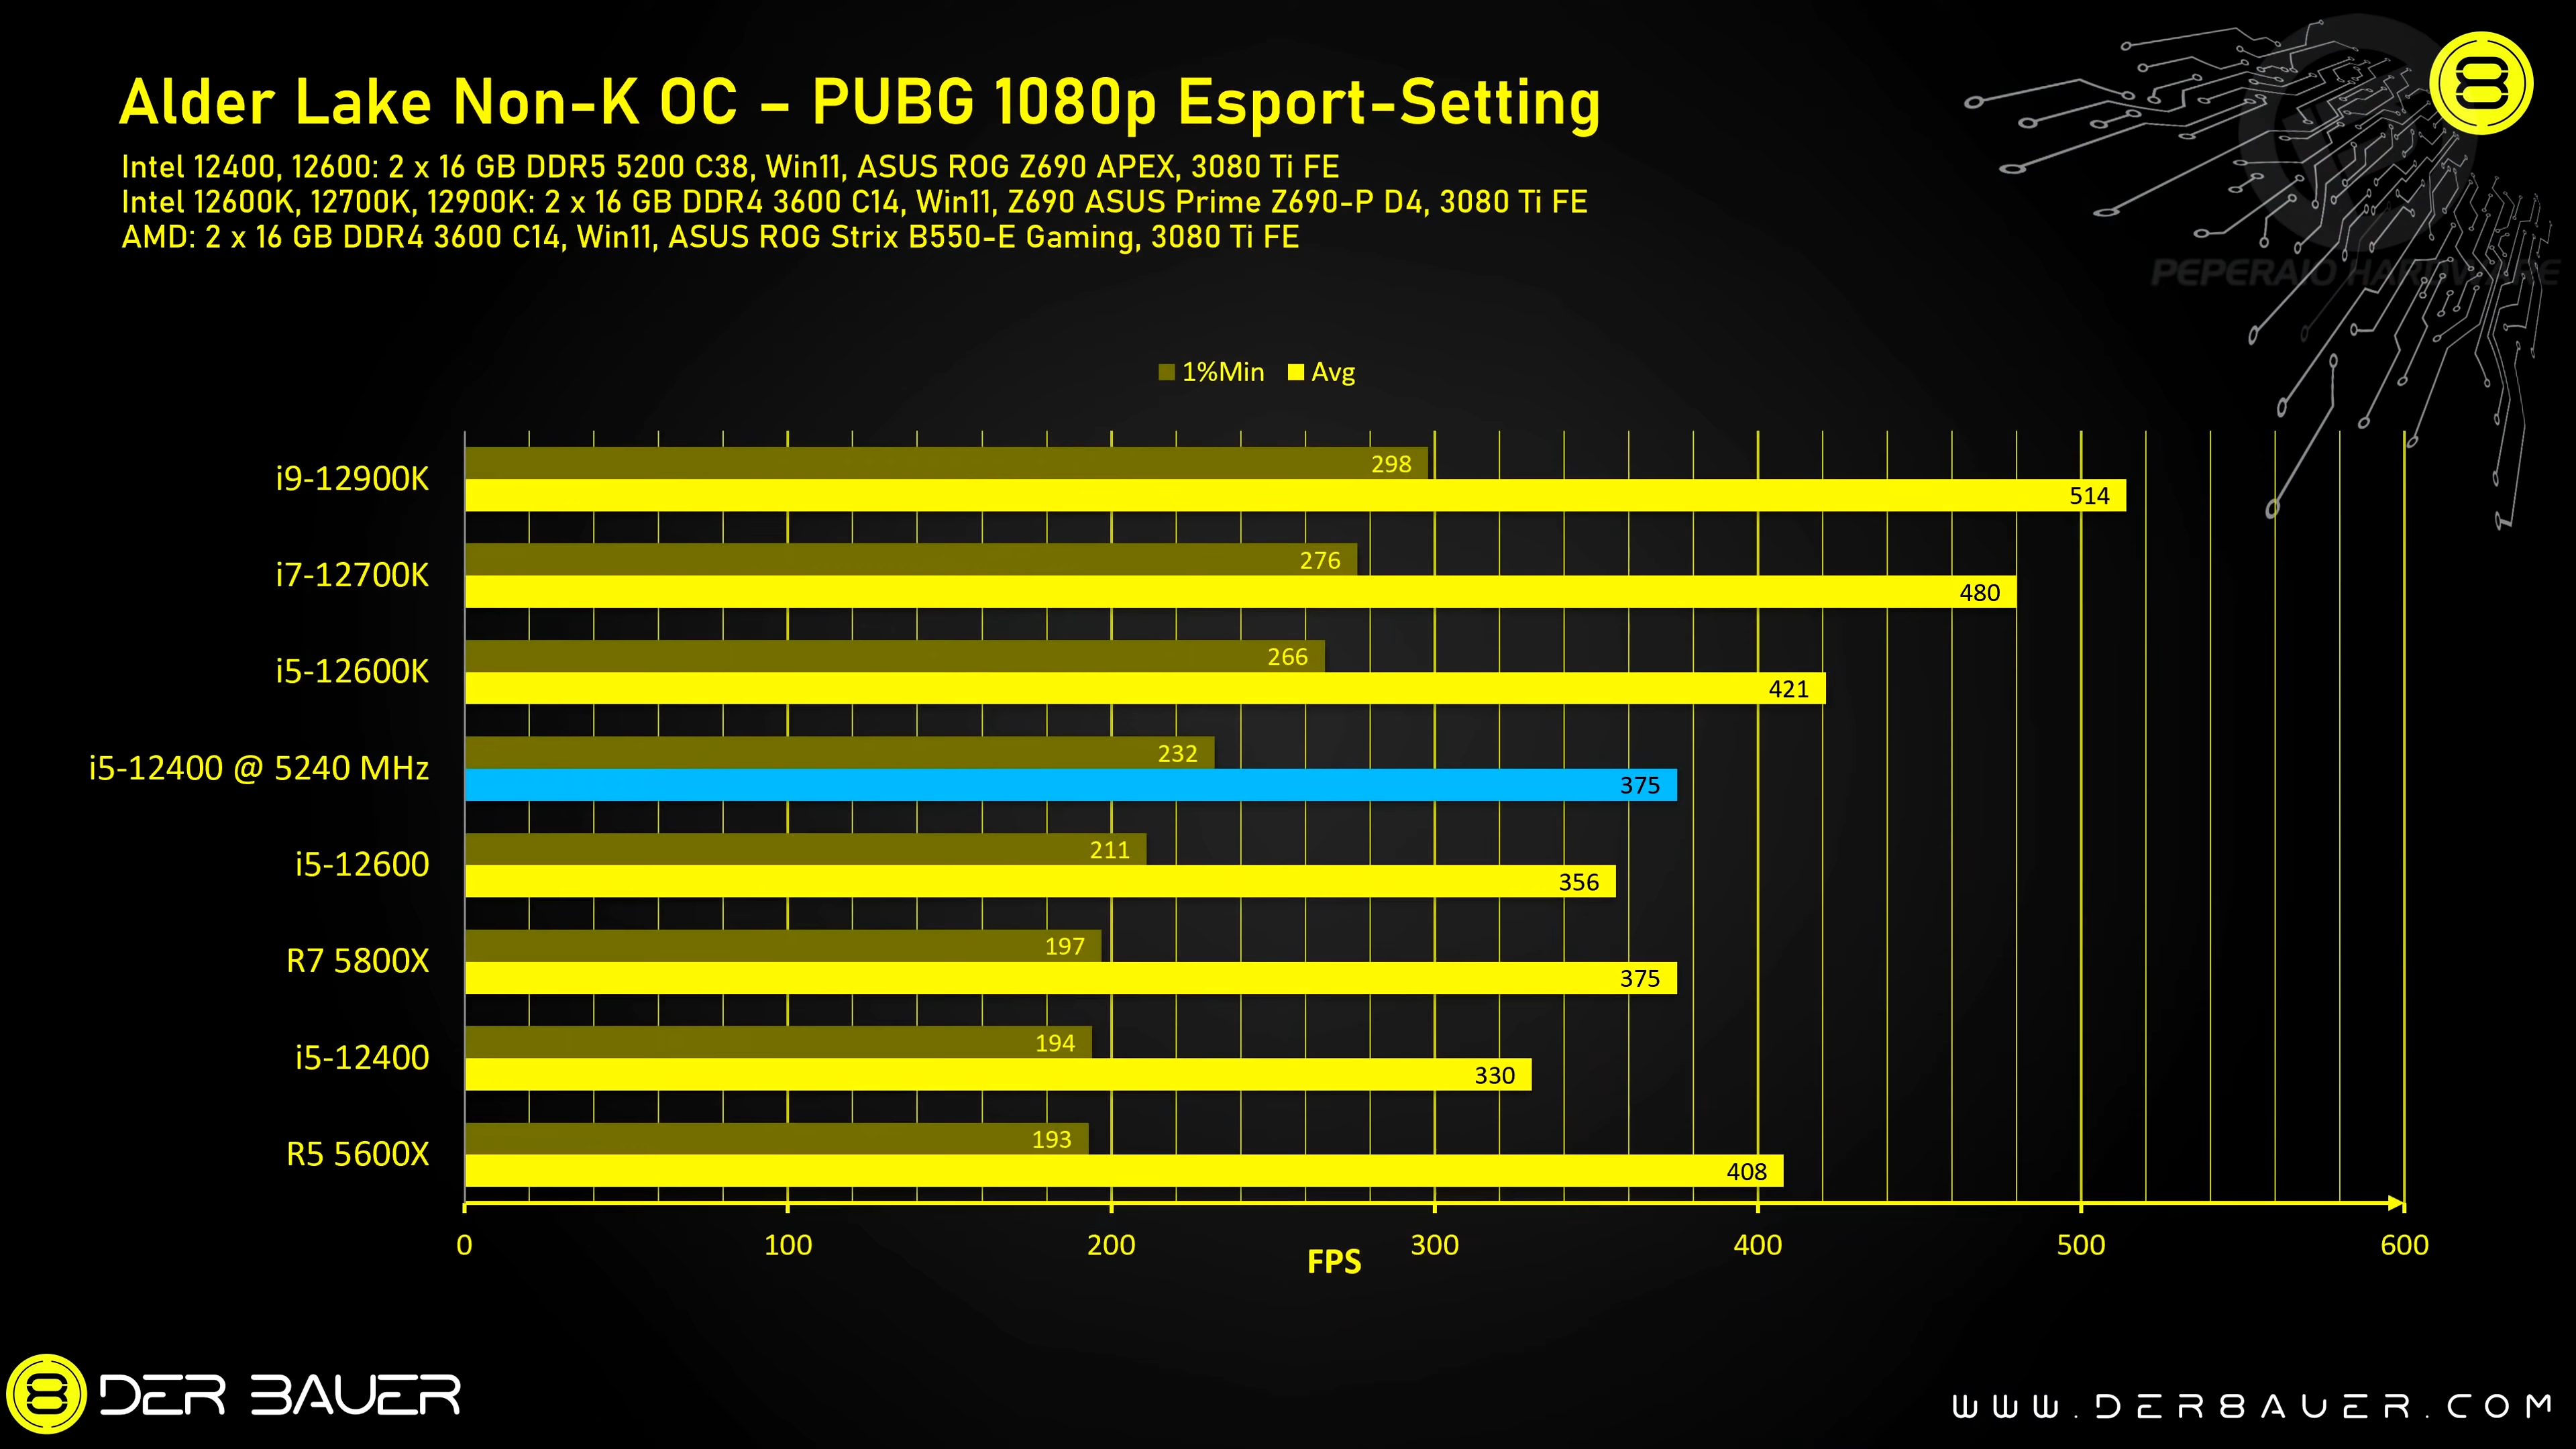 Alder Lake Non-K OC – PUBG 1080p Esport-Setting
Intel 12400, 12600: 2 x 16 GB DDR5 5200 C38, Win11, ASUS ROG Z690 APEX, 3080 Ti FE
Intel 12600K, 12700K, 12900K: 2 x 16 GB DDR4 3600 C14, Win11, Z690 ASUS Prime Z690-P D4, 3080 Ti FE
AMD: 2 x 16 GB DDR4 3600 C14, Win11, ASUS ROG Strix B550-E Gaming, 3080 Ti FE
PEPERAIO HARDWARE
1%Min Avg
i9-12900K 298
514
i7-12700K 276
480
i5-12600K 266
421
i5-12400 @ 5240 MHz 232
375
i5-12600 211
356
R7 5800X 197
375
i5-12400 194
330
R5 5600X 193
408
0 100 200 300 400 500 600
FPS
DER BAUER
WWW.DER8AUER.COM